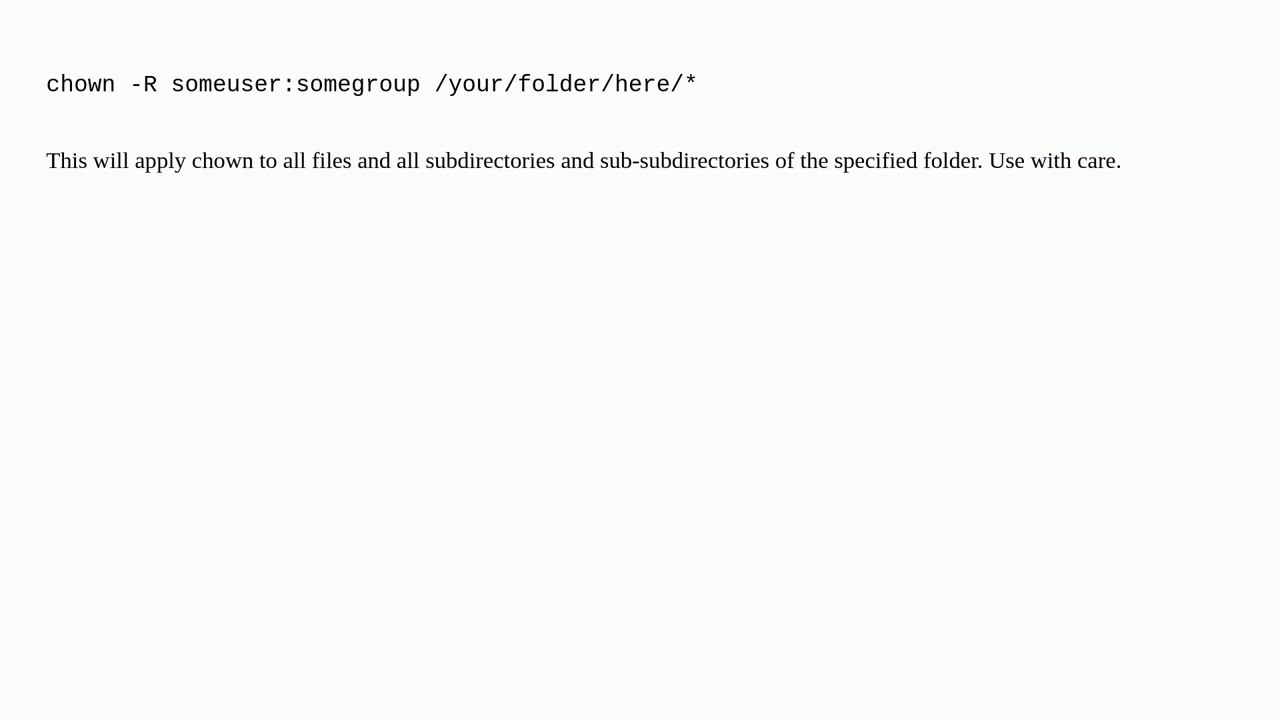 chown -R someuser:somegroup /your/folder/here/*
This will apply chown to all files and all subdirectories and sub-subdirectories of the specified folder. Use with care.